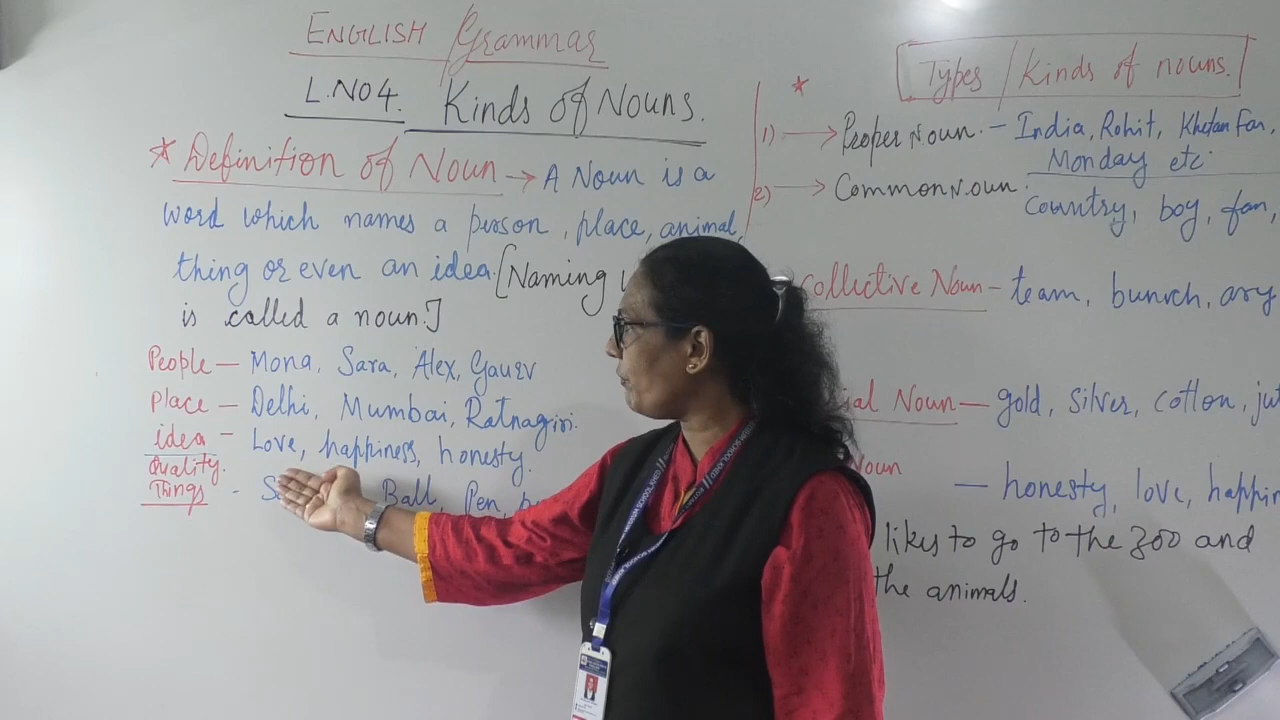 ENGLISH Grammar
L.NO4. Kinds of Nouns.
* Definition of Noun → A Noun is a
word which names a person, place, animal,
thing or even an idea. [Naming
is called a noun.]
People – Mona, Sara, Alex, Gaurav
Place – Delhi, Mumbai, Ratnagiri.
idea – Love, happiness, honesty.
Quality.
Things - Ball, Pen,
Types / Kinds of nouns.
*
1) → Proper Noun. – India, Rohit, Khetan Fan,
Monday etc.
2) → Common Noun.
Country, boy, fan,
Collective Noun – team, bunch,
Noun – gold, silver, cotton,
Noun
– honesty, love,
likes to go to the zoo and
the animals.